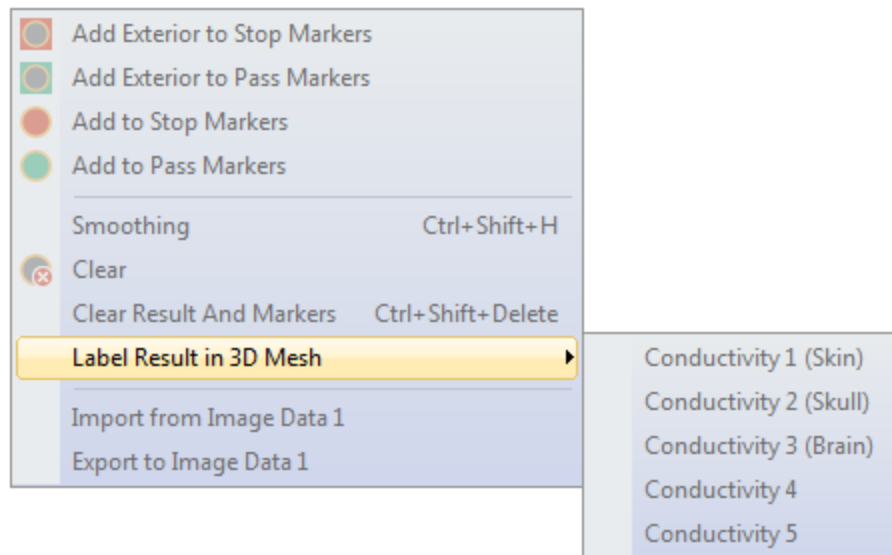 Add Exterior to Stop Markers
Add Exterior to Pass Markers
Add to Stop Markers
Add to Pass Markers
Smoothing Ctrl+Shift+H
Clear
Clear Result And Markers Ctrl+Shift+Delete
Label Result in 3D Mesh
Import from Image Data 1
Export to Image Data 1
Conductivity 1 (Skin)
Conductivity 2 (Skull)
Conductivity 3 (Brain)
Conductivity 4
Conductivity 5